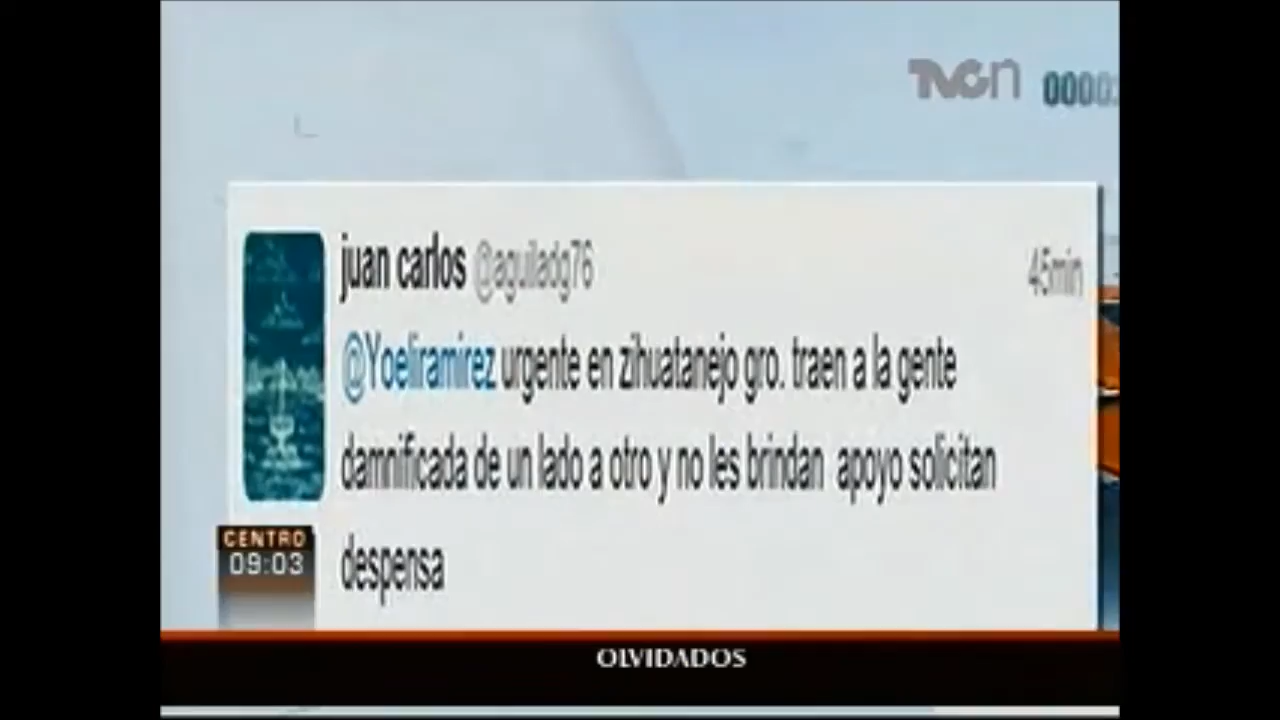 TVCn
juan carlos @aguiladg76 45min
@Yoeliramirez urgente en zihuatanejo gro. traen a la gente
damnificada de un lado a otro y no les brindan apoyo solicitan
despensa
CENTRO
09:03
OLVIDADOS